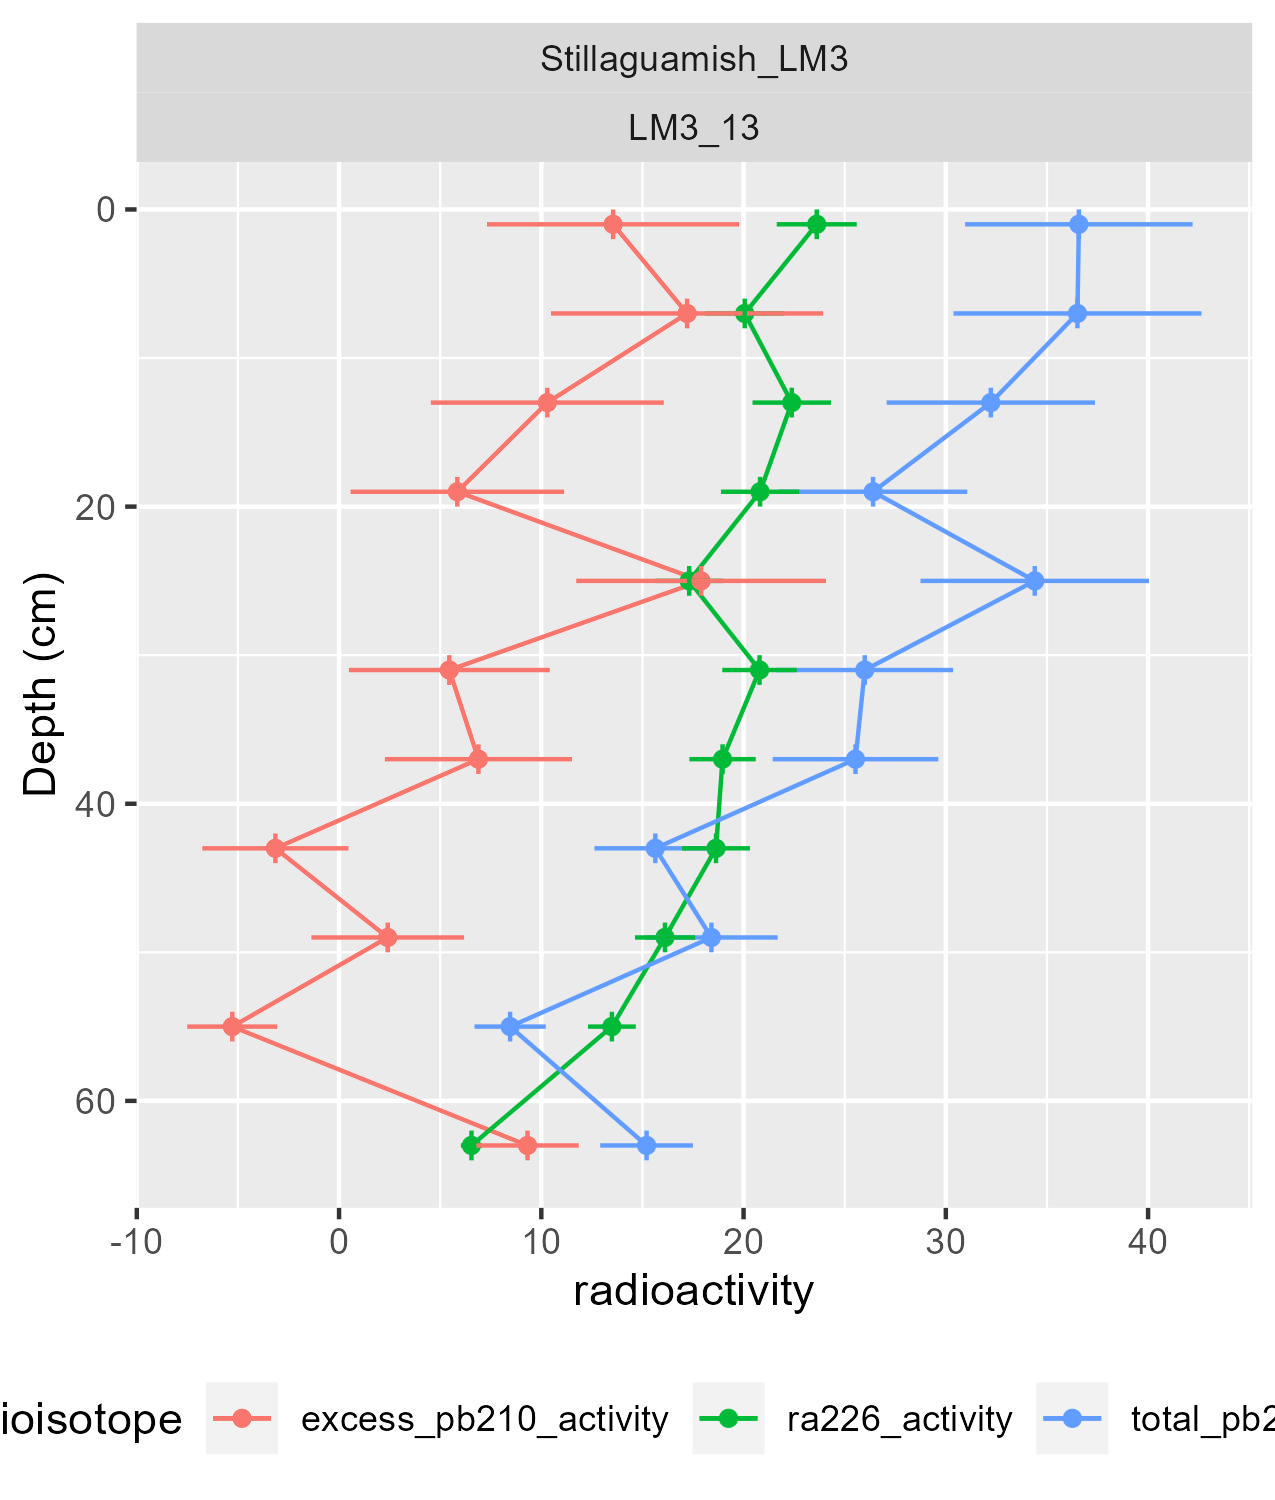 Stillaguamish_LM3
LM3_13
0
20
40
60
Depth (cm)
-10 0 10 20 30 40
radioactivity
ioisotope excess_pb210_activity ra226_activity total_pb2